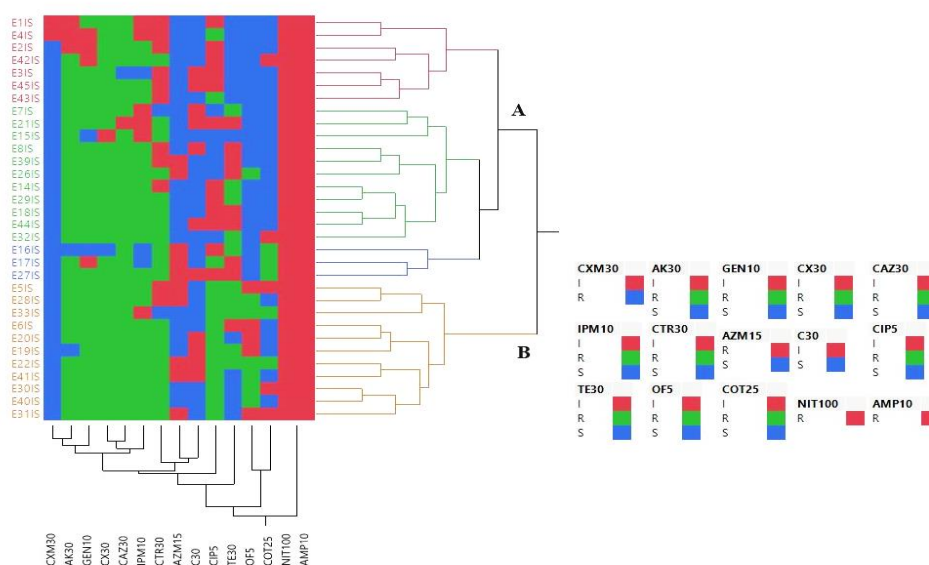 E1IS
E4IS
E2IS
E42IS
E3IS
E45IS
E43IS
E7IS
E21IS
E15IS
E8IS
E39IS
E26IS
E14IS
E29IS
E18IS
E44IS
E32IS
E16IS
E17IS
E27IS
E5IS
E28IS
E33IS
E6IS
E20IS
E19IS
E22IS
E41IS
E30IS
E40IS
E31IS
A
B
CXM30 AK30 GEN10 CX30 CAZ30 IPM10 CTR30 AZM15 C30 CIP5 TE30 OF5 COT25 NIT100 AMP10
CXM30 AK30 GEN10 CX30 CAZ30
I I I I I
R R R R R
S S S S
IPM10 CTR30 AZM15 C30 CIP5
I I R I I
R R S S R
S S S
TE30 OF5 COT25 NIT100 AMP10
I I I R R
R R R
S S S